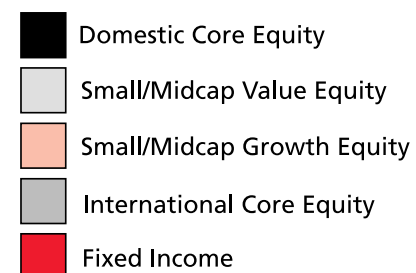 Domestic Core Equity
Small/Midcap Value Equity
Small/Midcap Growth Equity
International Core Equity
Fixed Income